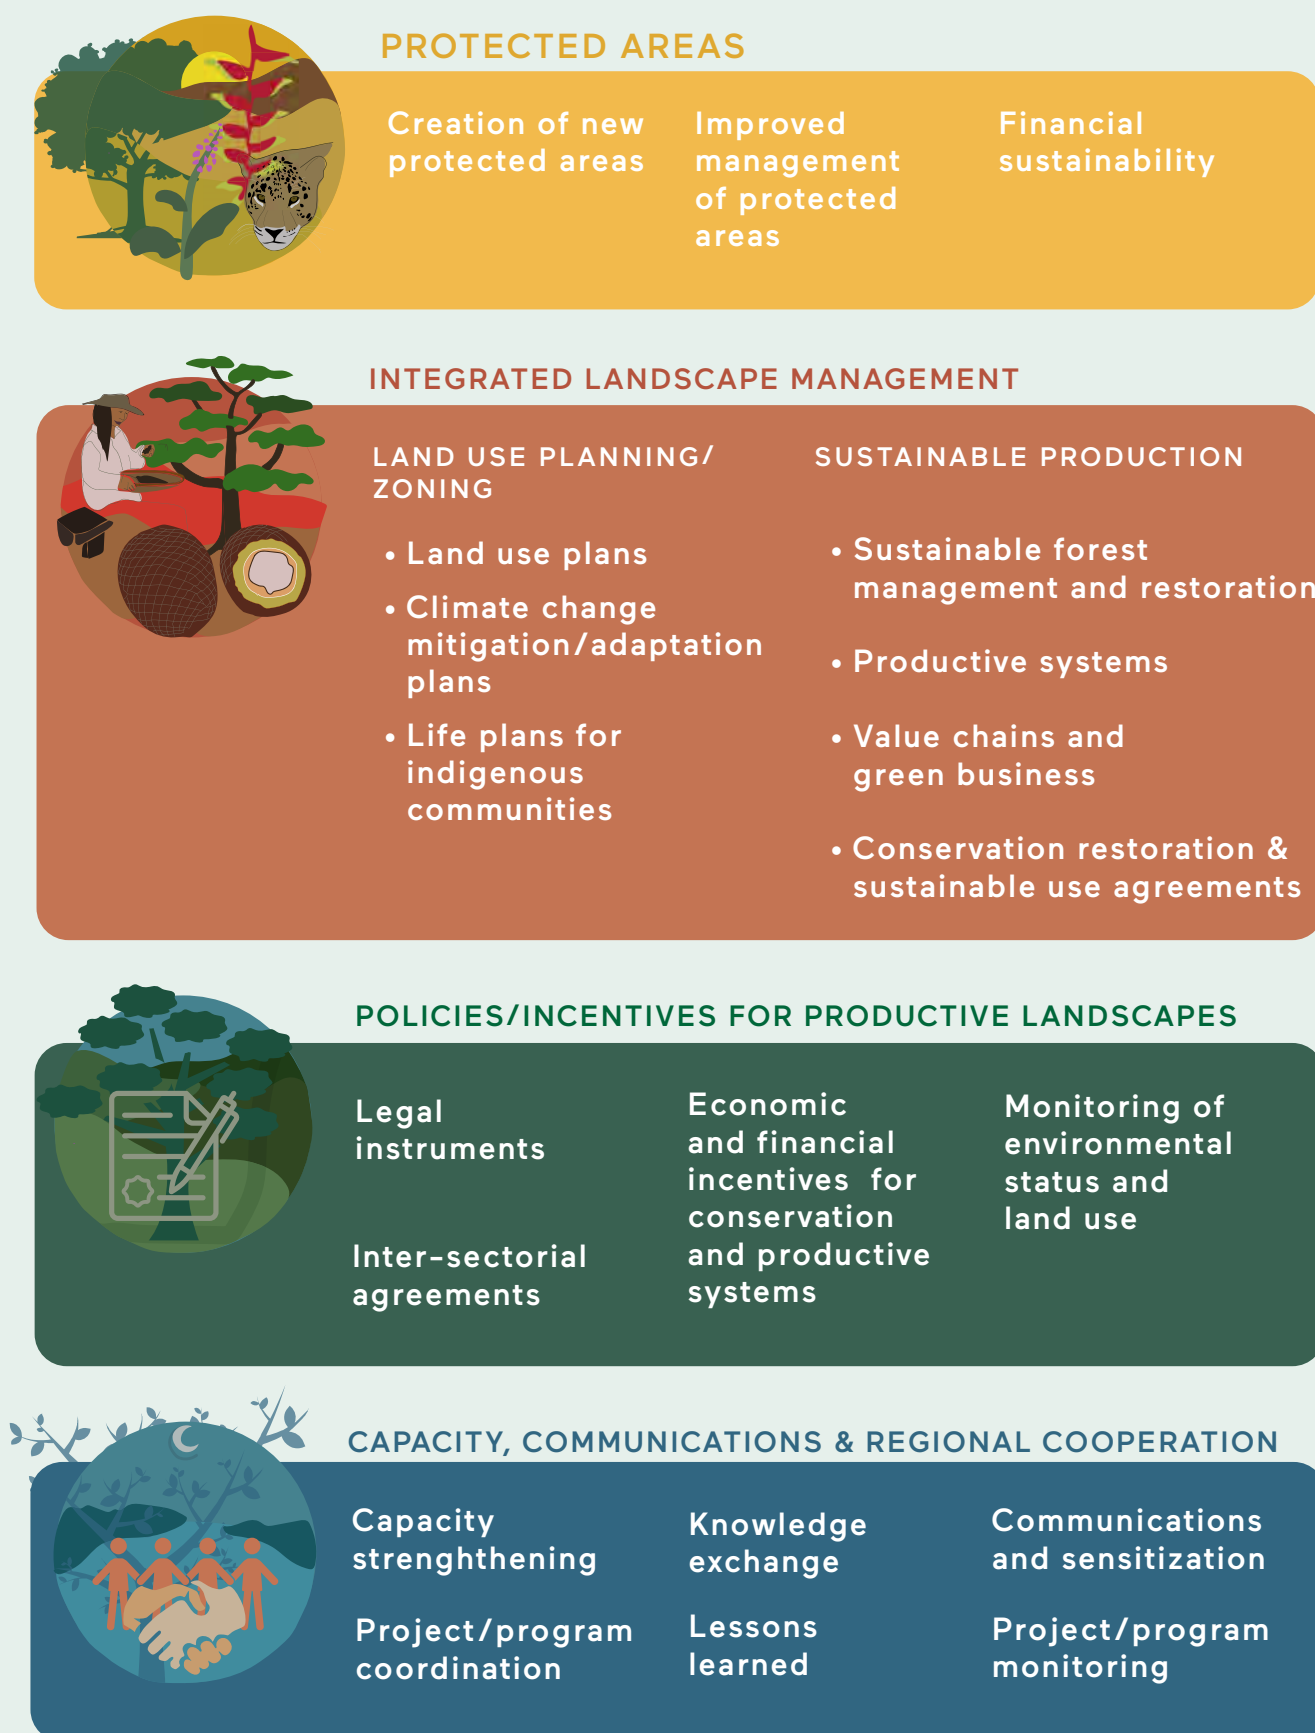 PROTECTED AREAS
Creation of new
protected areas
Improved
management
of protected
areas
Financial
sustainability
INTEGRATED LANDSCAPE MANAGEMENT
LAND USE PLANNING/
ZONING
• Land use plans
• Climate change
mitigation/adaptation
plans
• Life plans for
indigenous
communities
SUSTAINABLE PRODUCTION
• Sustainable forest
management and restoration
• Productive systems
• Value chains and
green business
• Conservation restoration &
sustainable use agreements
POLICIES/INCENTIVES FOR PRODUCTIVE LANDSCAPES
Legal
instruments
Inter-sectorial
agreements
Economic
and financial
incentives for
conservation
and productive
systems
Monitoring of
environmental
status and
land use
CAPACITY, COMMUNICATIONS & REGIONAL COOPERATION
Capacity
strenghthening
Knowledge
exchange
Communications
and sensitization
Project/program
coordination
Lessons
learned
Project/program
monitoring